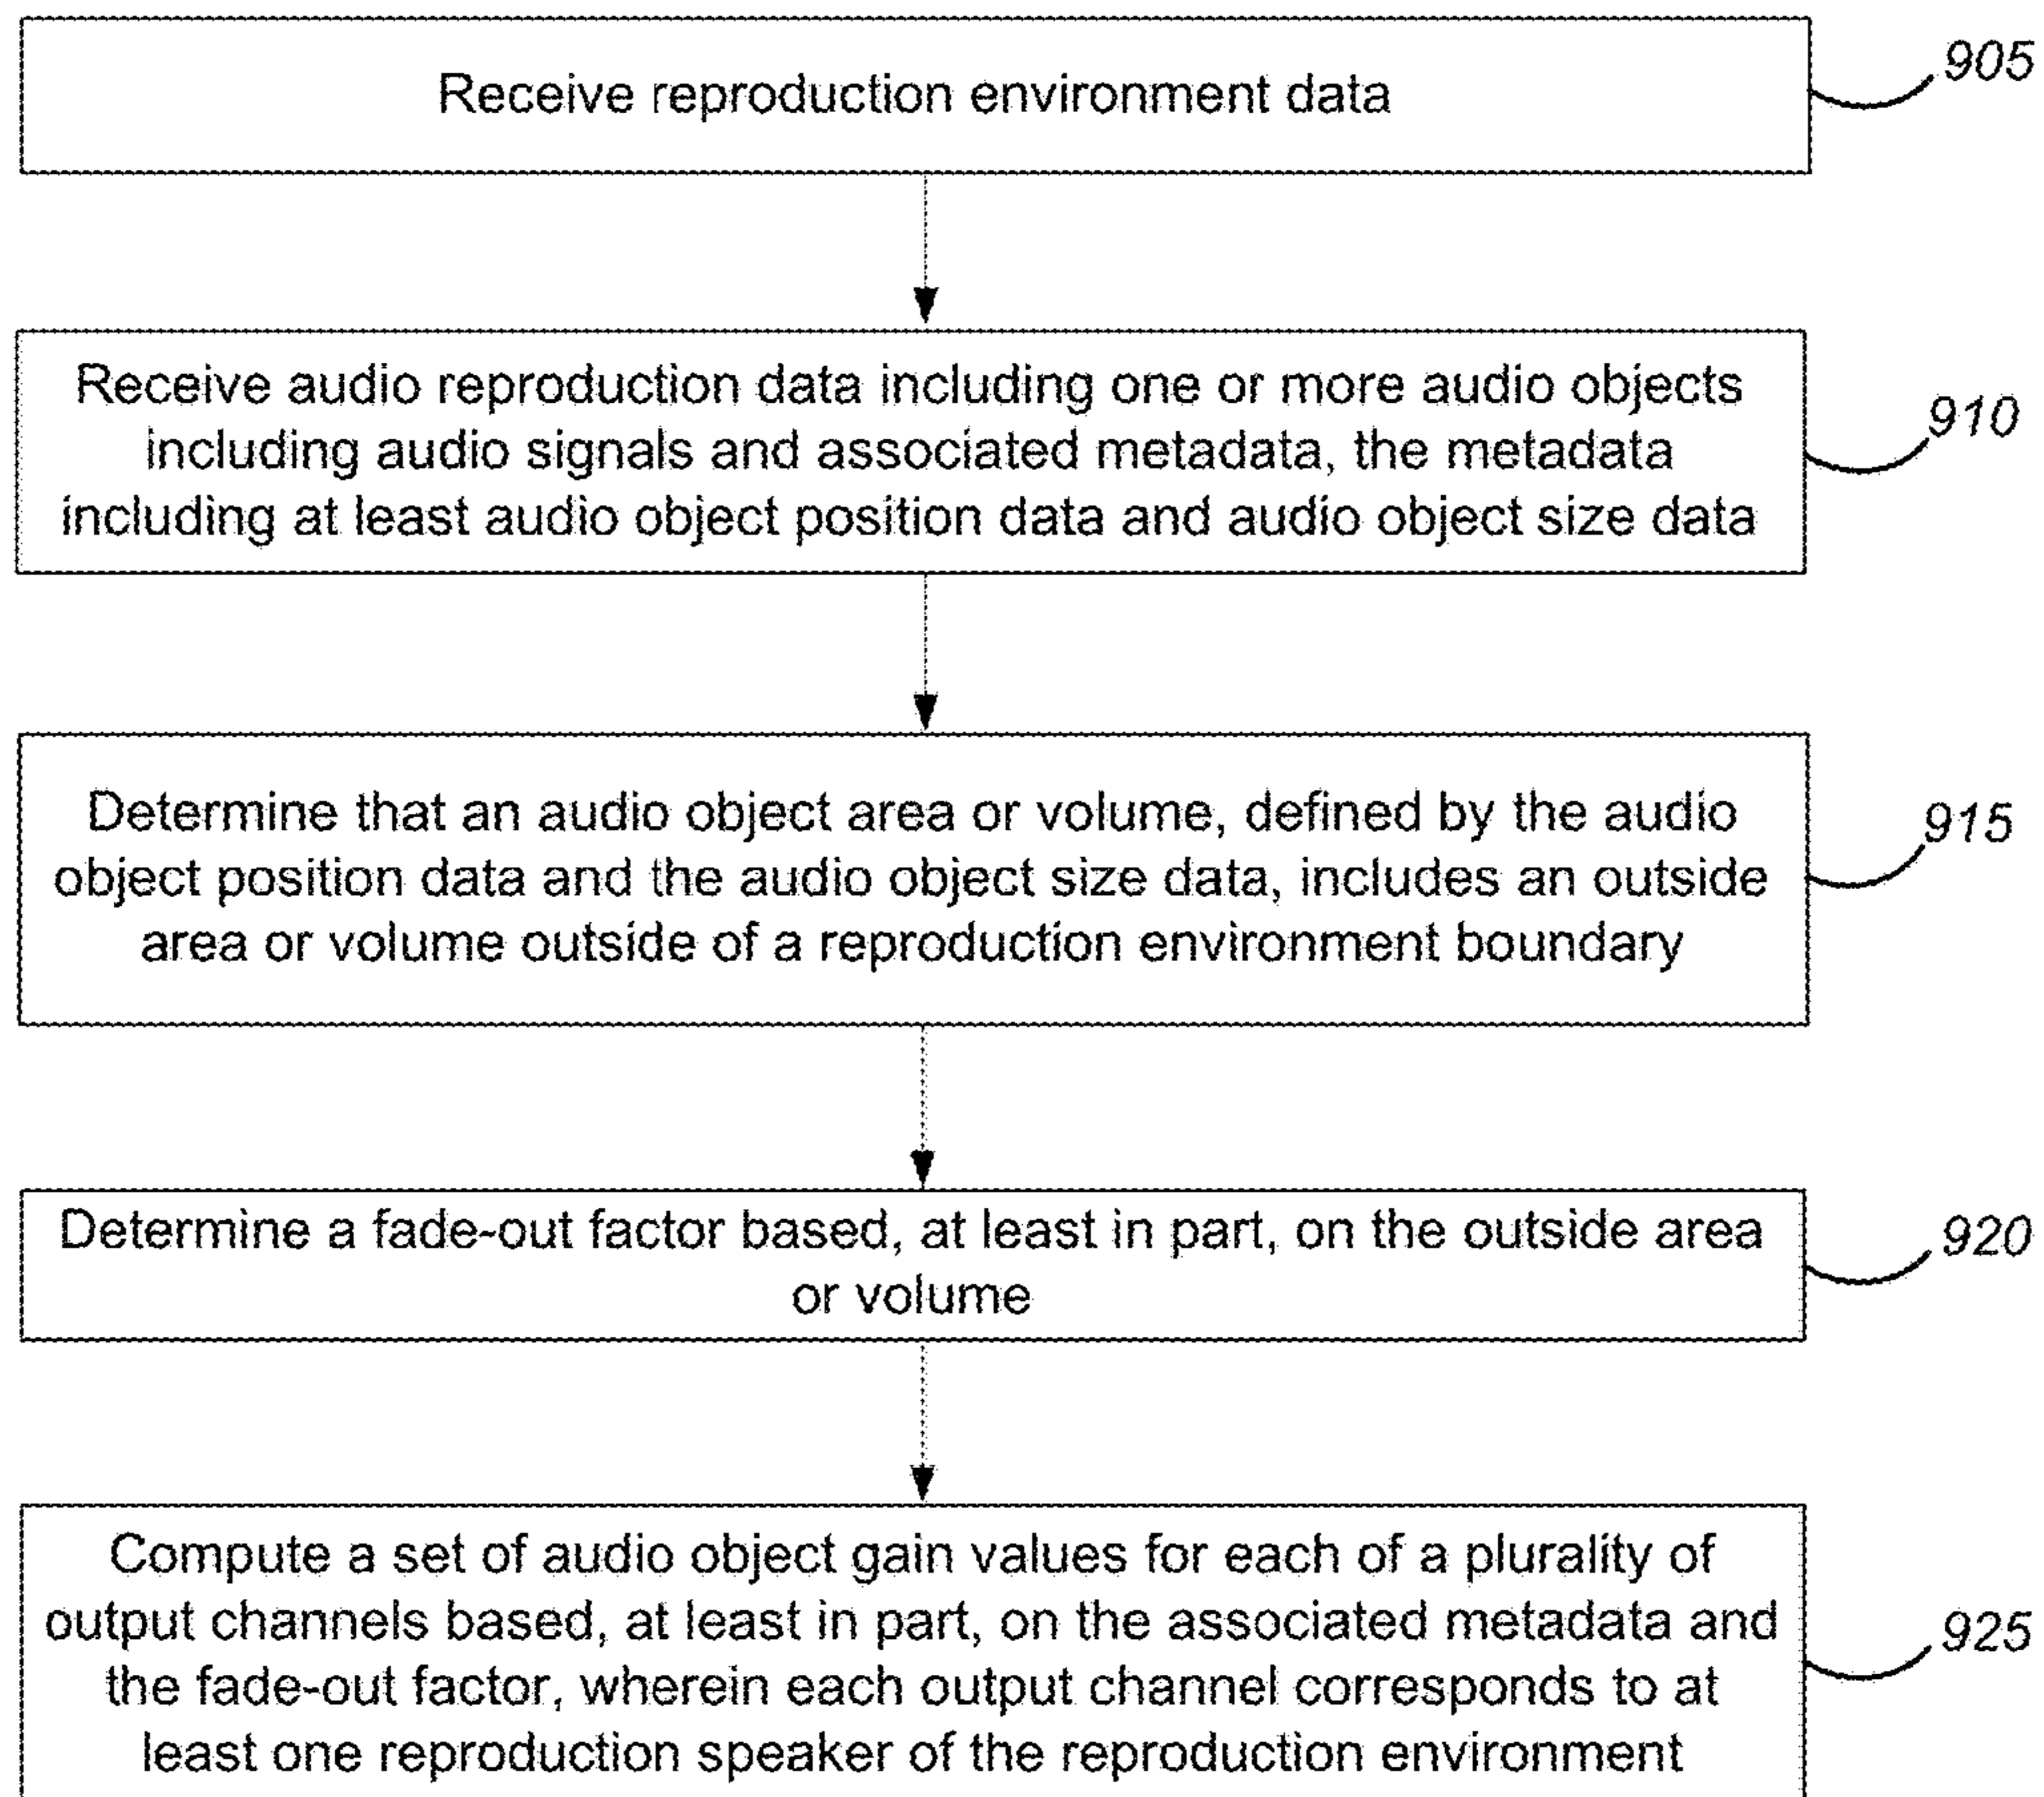 Receive reproduction environment data
905
Receive audio reproduction data including one or more audio objects
including audio signals and associated metadata, the metadata
including at least audio object position data and audio object size data
910
Determine that an audio object area or volume, defined by the audio
object position data and the audio object size data, includes an outside
area or volume outside of a reproduction environment boundary
915
Determine a fade-out factor based, at least in part, on the outside area
or volume
920
Compute a set of audio object gain values for each of a plurality of
output channels based, at least in part, on the associated metadata and
the fade-out factor, wherein each output channel corresponds to at
least one reproduction speaker of the reproduction environment
925